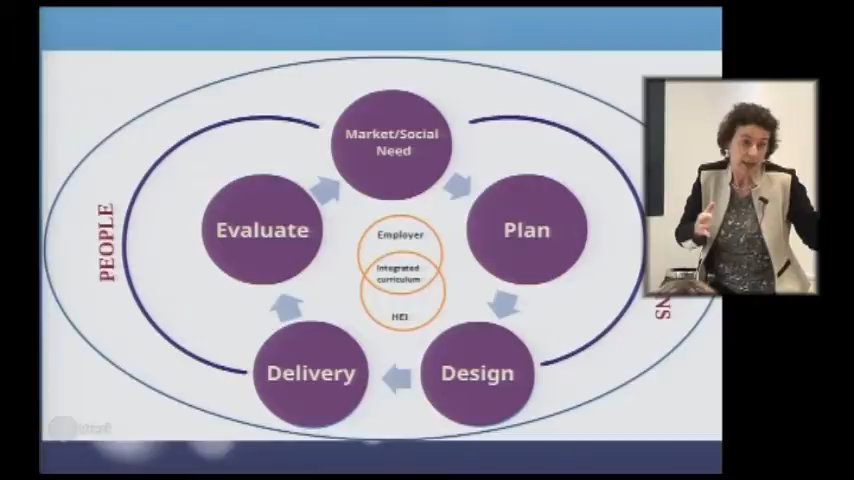 Market/Social
Need
Evaluate
Plan
PEOPLE
Employer
Integrated
curriculum
HEI
Delivery
Design